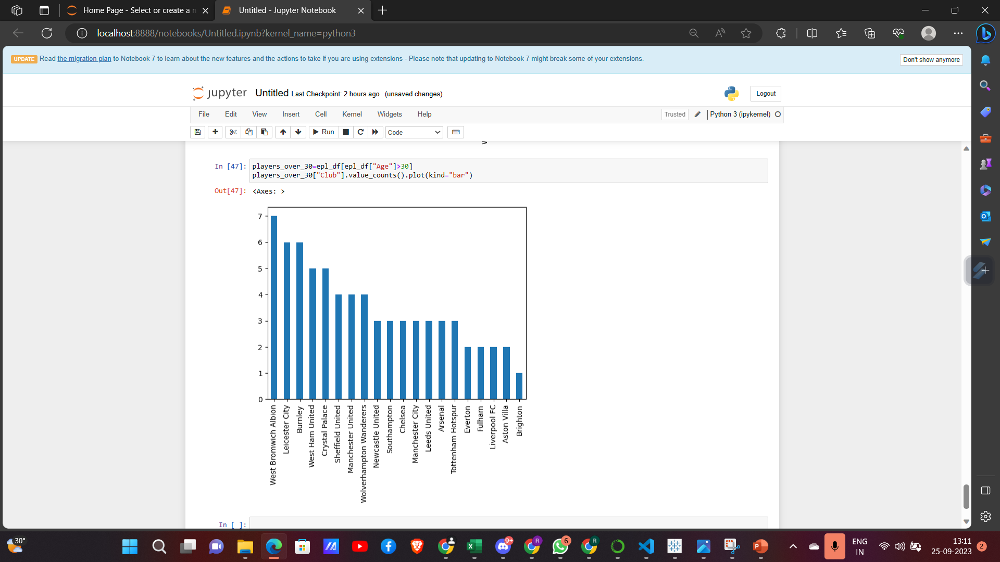 Home Page - Select or create a n
Untitled - Jupyter Notebook
localhost:8888/notebooks/Untitled.ipynb?kernel_name=python3
UPDATE Read the migration plan to Notebook 7 to learn about the new features and the actions to take if you are using extensions - Please note that updating to Notebook 7 might break some of your extensions.
Don't show anymore
jupyter Untitled Last Checkpoint: 2 hours ago (unsaved changes)
Logout
File Edit View Insert Cell Kernel Widgets Help
Trusted Python 3 (ipykernel)
Run Code
In [47]: players_over_30=epl_df[epl_df["Age"]>30]
players_over_30["Club"].value_counts().plot(kind="bar")
Out[47]: <Axes: >
7
6
5
4
3
2
1
0
West Bromwich Albion
Leicester City
Burnley
West Ham United
Crystal Palace
Sheffield United
Manchester United
Wolverhampton Wanderers
Newcastle United
Southampton
Chelsea
Manchester City
Leeds United
Arsenal
Tottenham Hotspur
Everton
Fulham
Liverpool FC
Aston Villa
Brighton
In [ ]:
30°
9+
R
6
R
ENG
IN
13:11
25-09-2023
2